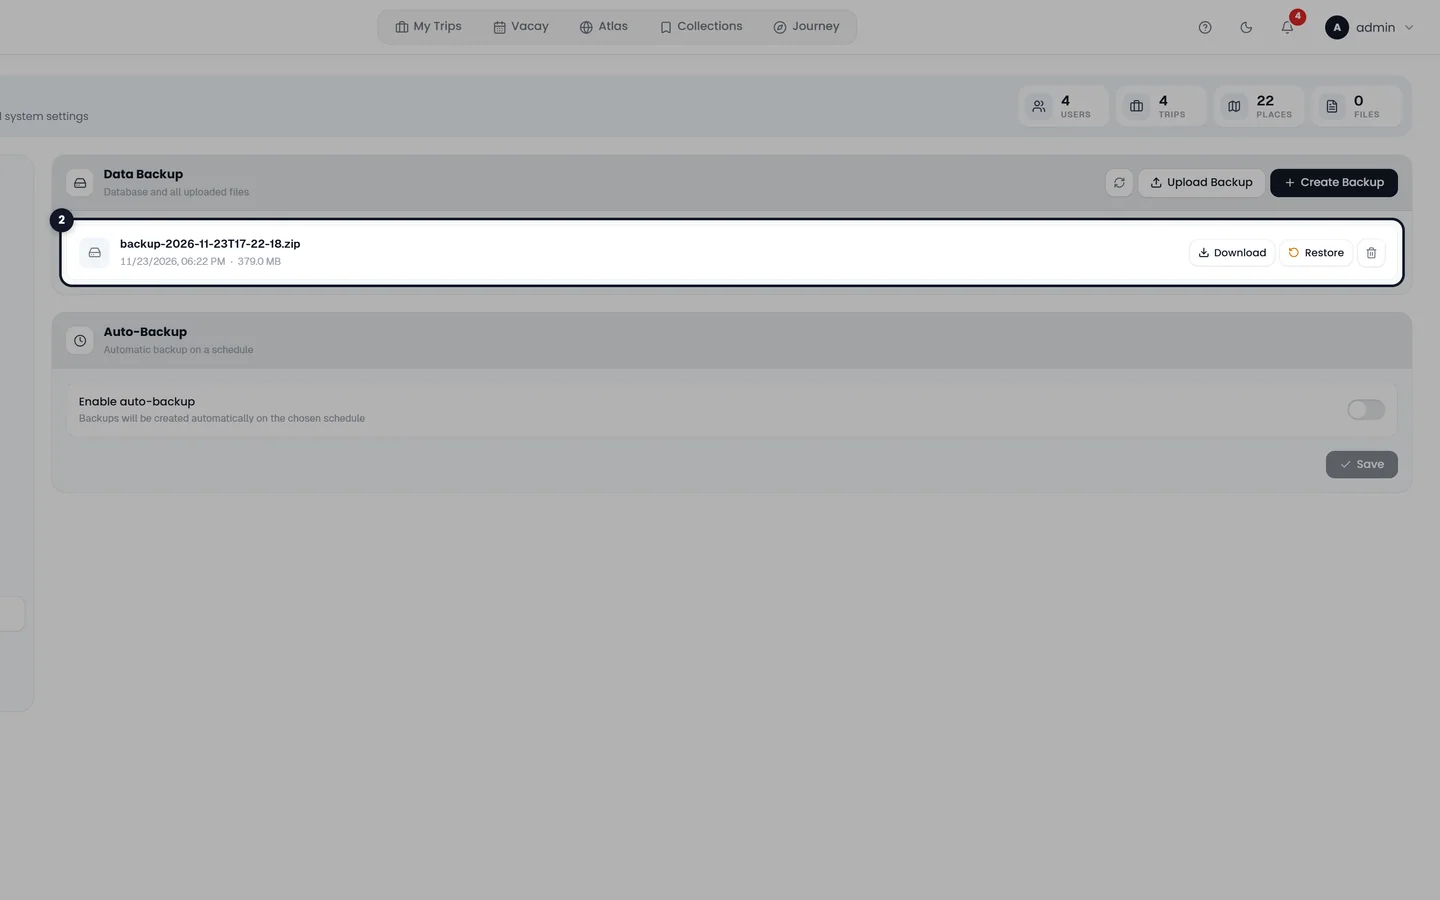 My Trips
Vacay
Atlas
Collections
Journey
4
A
admin
system settings
4
USERS
4
TRIPS
22
PLACES
0
FILES
Data Backup
Database and all uploaded files
Upload Backup
Create Backup
2
backup-2026-11-23T17-22-18.zip
11/23/2026, 06:22 PM · 379.0 MB
Download
Restore
Auto-Backup
Automatic backup on a schedule
Enable auto-backup
Backups will be created automatically on the chosen schedule
Save